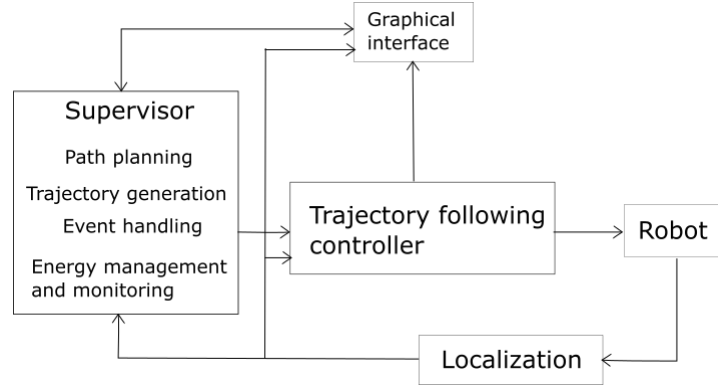 Graphical
interface
Supervisor
Path planning
Trajectory generation
Event handling
Energy management
and monitoring
Trajectory following
controller
Robot
Localization